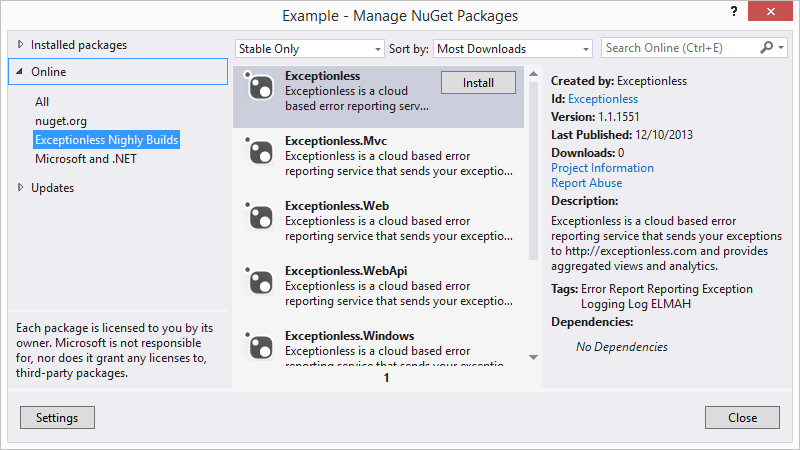 Example - Manage NuGet Packages
?
Installed packages
Online
All
nuget.org
Exceptionless Nighly Builds
Microsoft and .NET
Updates
Each package is licensed to you by its
owner. Microsoft is not responsible
for, nor does it grant any licenses to,
third-party packages.
Stable Only
Sort by:
Most Downloads
Exceptionless
Exceptionless is a cloud
based error reporting serv...
Install
Exceptionless.Mvc
Exceptionless is a cloud based error
reporting service that sends your exceptio...
Exceptionless.Web
Exceptionless is a cloud based error
reporting service that sends your exceptio...
Exceptionless.WebApi
Exceptionless is a cloud based error
reporting service that sends your exceptio...
Exceptionless.Windows
Exceptionless is a cloud based error
reporting service that sends your exceptio...
1
Search Online (Ctrl+E)
Created by: Exceptionless
Id: Exceptionless
Version: 1.1.1551
Last Published: 12/10/2013
Downloads: 0
Project Information
Report Abuse
Description:
Exceptionless is a cloud based error
reporting service that sends your exceptions
to http://exceptionless.com and provides
aggregated views and analytics.
Tags: Error Report Reporting Exception
Logging Log ELMAH
Dependencies:
No Dependencies
Settings
Close